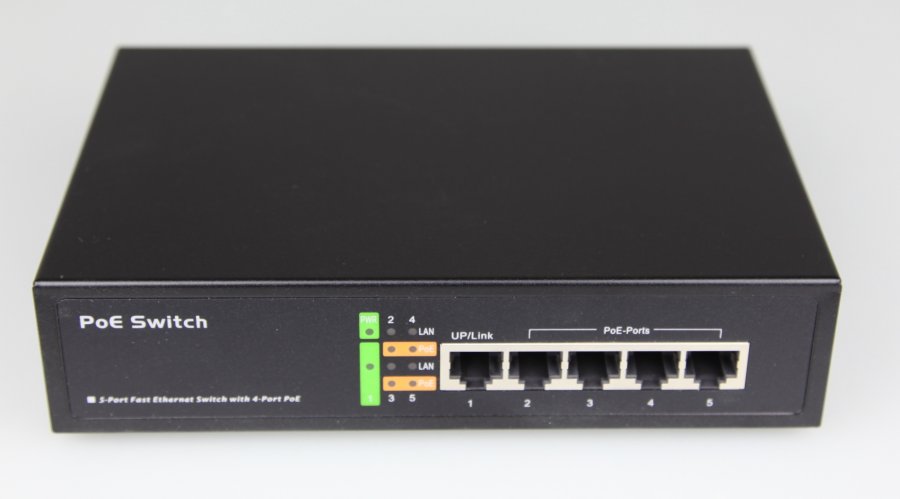 PoE Switch
5-Port Fast Ethernet Switch with 4-Port PoE
PWR 2 4
LAN
PoE
LAN
PoE
1 3 5
UP/Link PoE-Ports
1 2 3 4 5